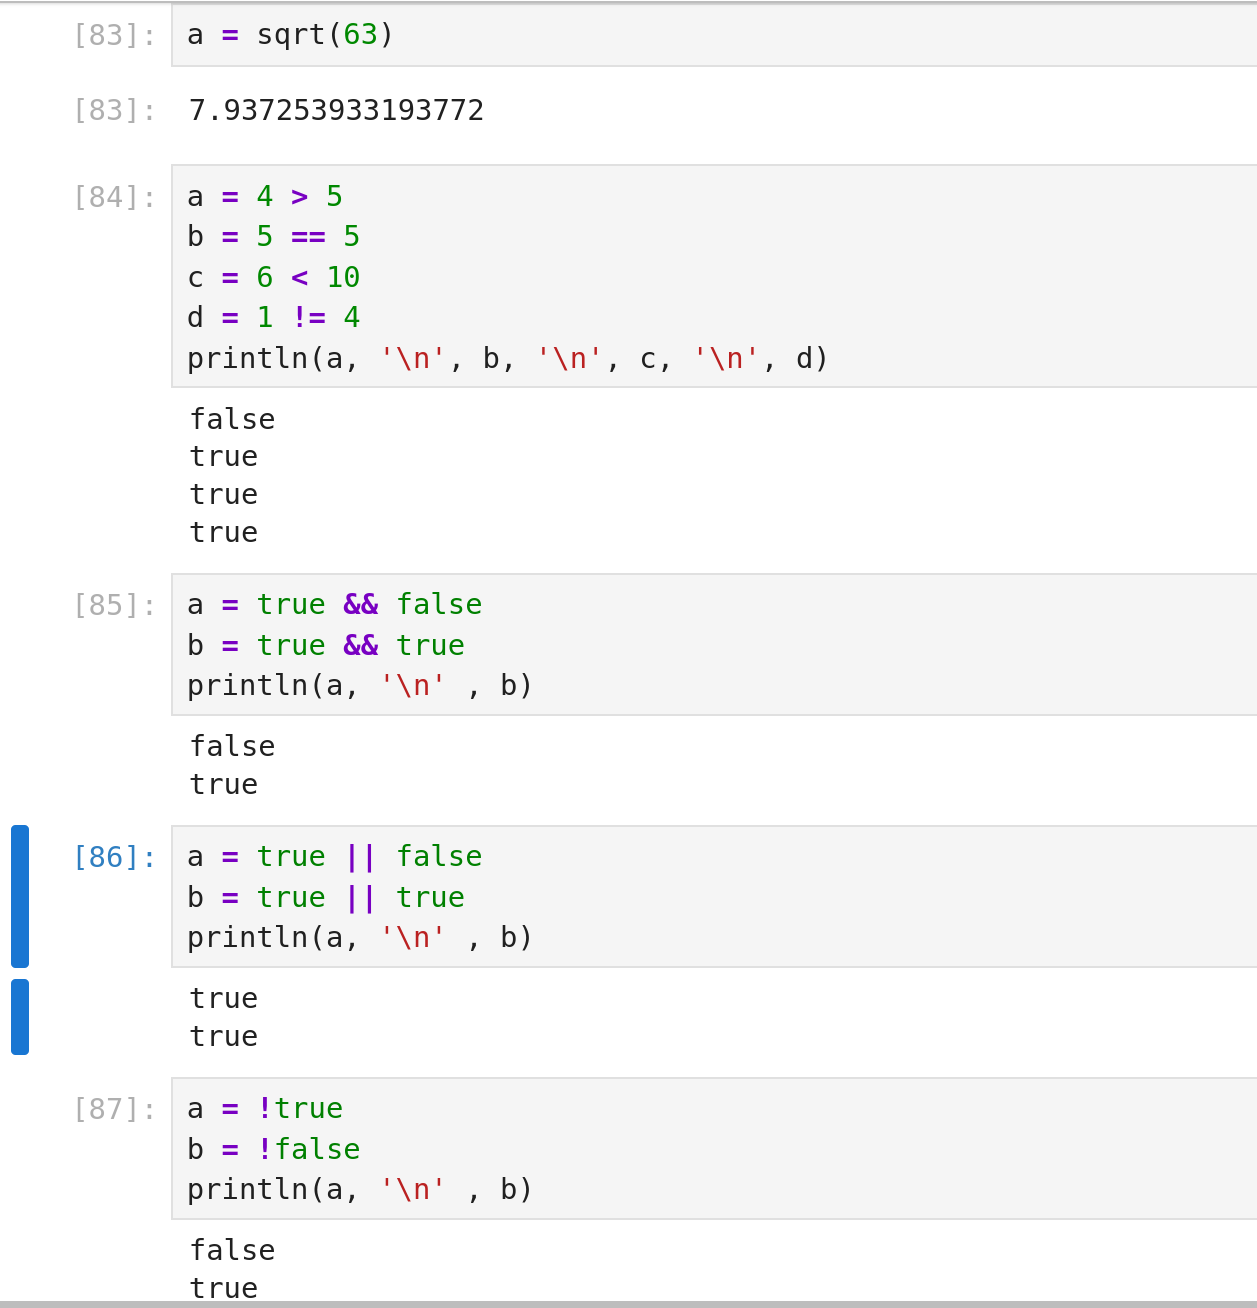 [83]: a = sqrt(63)
[83]: 7.937253933193772
[84]: a = 4 > 5
b = 5 == 5
c = 6 < 10
d = 1 != 4
println(a, '\n', b, '\n', c, '\n', d)
false
true
true
true
[85]: a = true && false
b = true && true
println(a, '\n' , b)
false
true
[86]: a = true || false
b = true || true
println(a, '\n' , b)
true
true
[87]: a = !true
b = !false
println(a, '\n' , b)
false
true